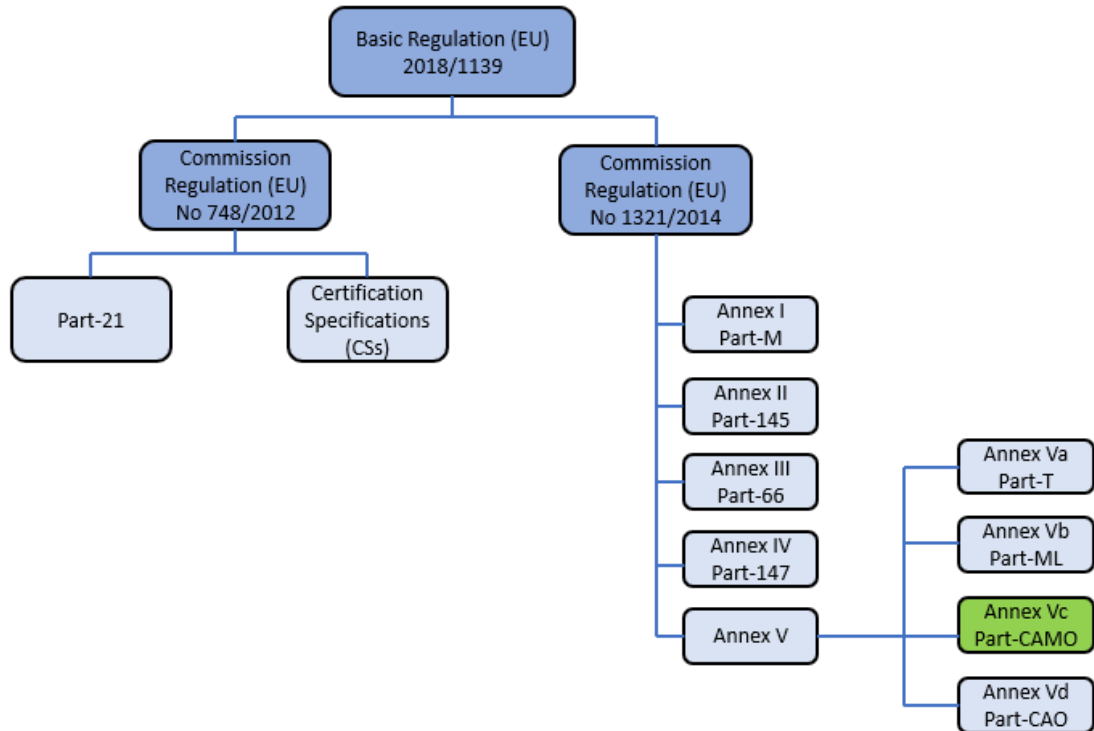 Basic Regulation (EU)
2018/1139
Commission
Regulation (EU)
No 748/2012
Commission
Regulation (EU)
No 1321/2014
Part-21
Certification
Specifications
(CSs)
Annex I
Part-M
Annex II
Part-145
Annex III
Part-66
Annex IV
Part-147
Annex V
Annex Va
Part-T
Annex Vb
Part-ML
Annex Vc
Part-CAMO
Annex Vd
Part-CAO